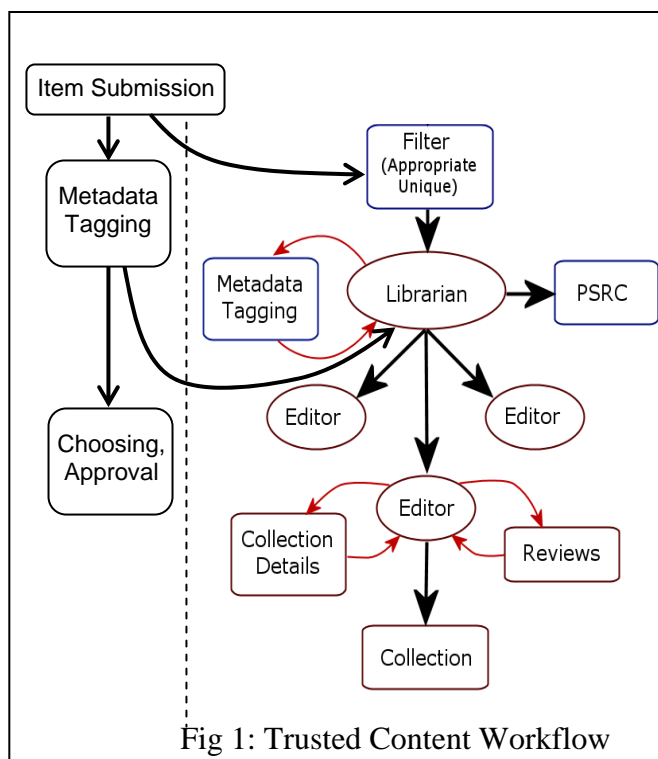 Item Submission
Filter
(Appropriate
Unique)
Metadata
Tagging
Metadata
Tagging
Librarian
PSRC
Editor
Editor
Choosing,
Approval
Editor
Collection
Details
Reviews
Collection
Fig 1: Trusted Content Workflow